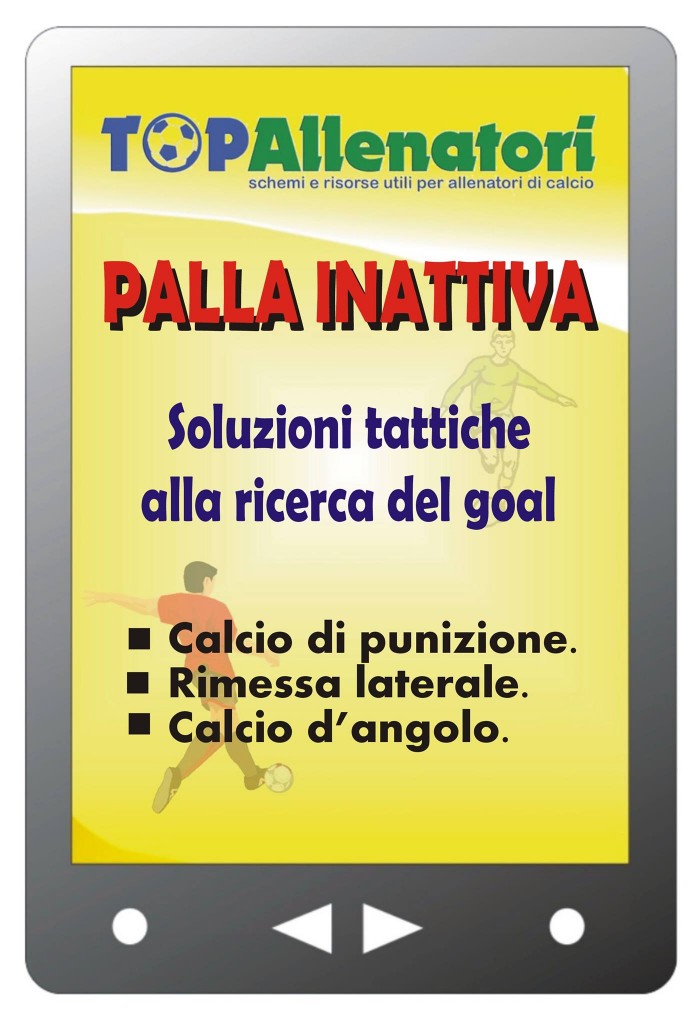 TOPAllenatori
schemi e risorse utili per allenatori di calcio
PALLA INATTIVA
Soluzioni tattiche
alla ricerca del goal
■ Calcio di punizione.
■ Rimessa laterale.
■ Calcio d'angolo.